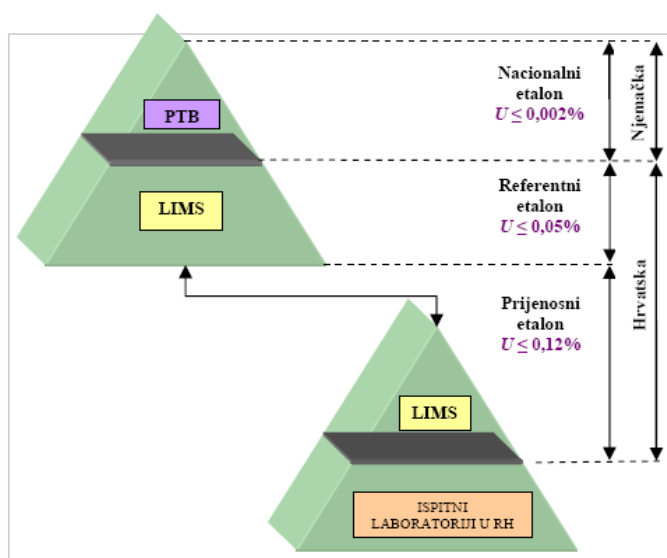 Nacionalni
etalon
U ≤ 0,002%
Njemačka
PTB
LIMS
Referentni
etalon
U ≤ 0,05%
Hrvatska
Prijenosni
etalon
U ≤ 0,12%
LIMS
ISPITNI
LABORATORIJI U RH